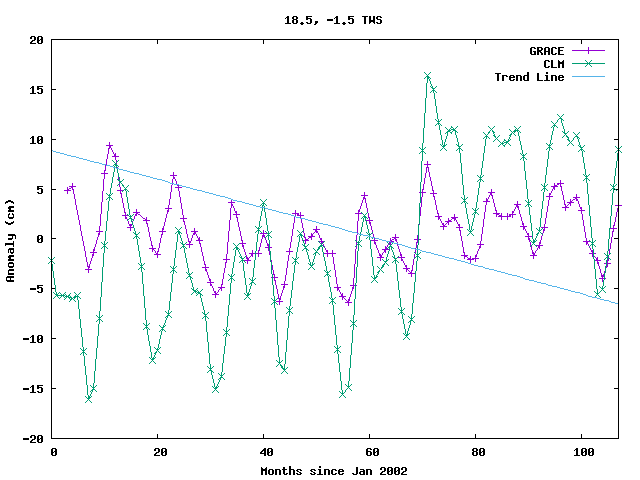 18.5, -1.5 TWS
GRACE
CLM
Trend Line
20
15
10
5
0
-5
-10
-15
-20
Anomaly (cm)
0 20 40 60 80 100
Months since Jan 2002